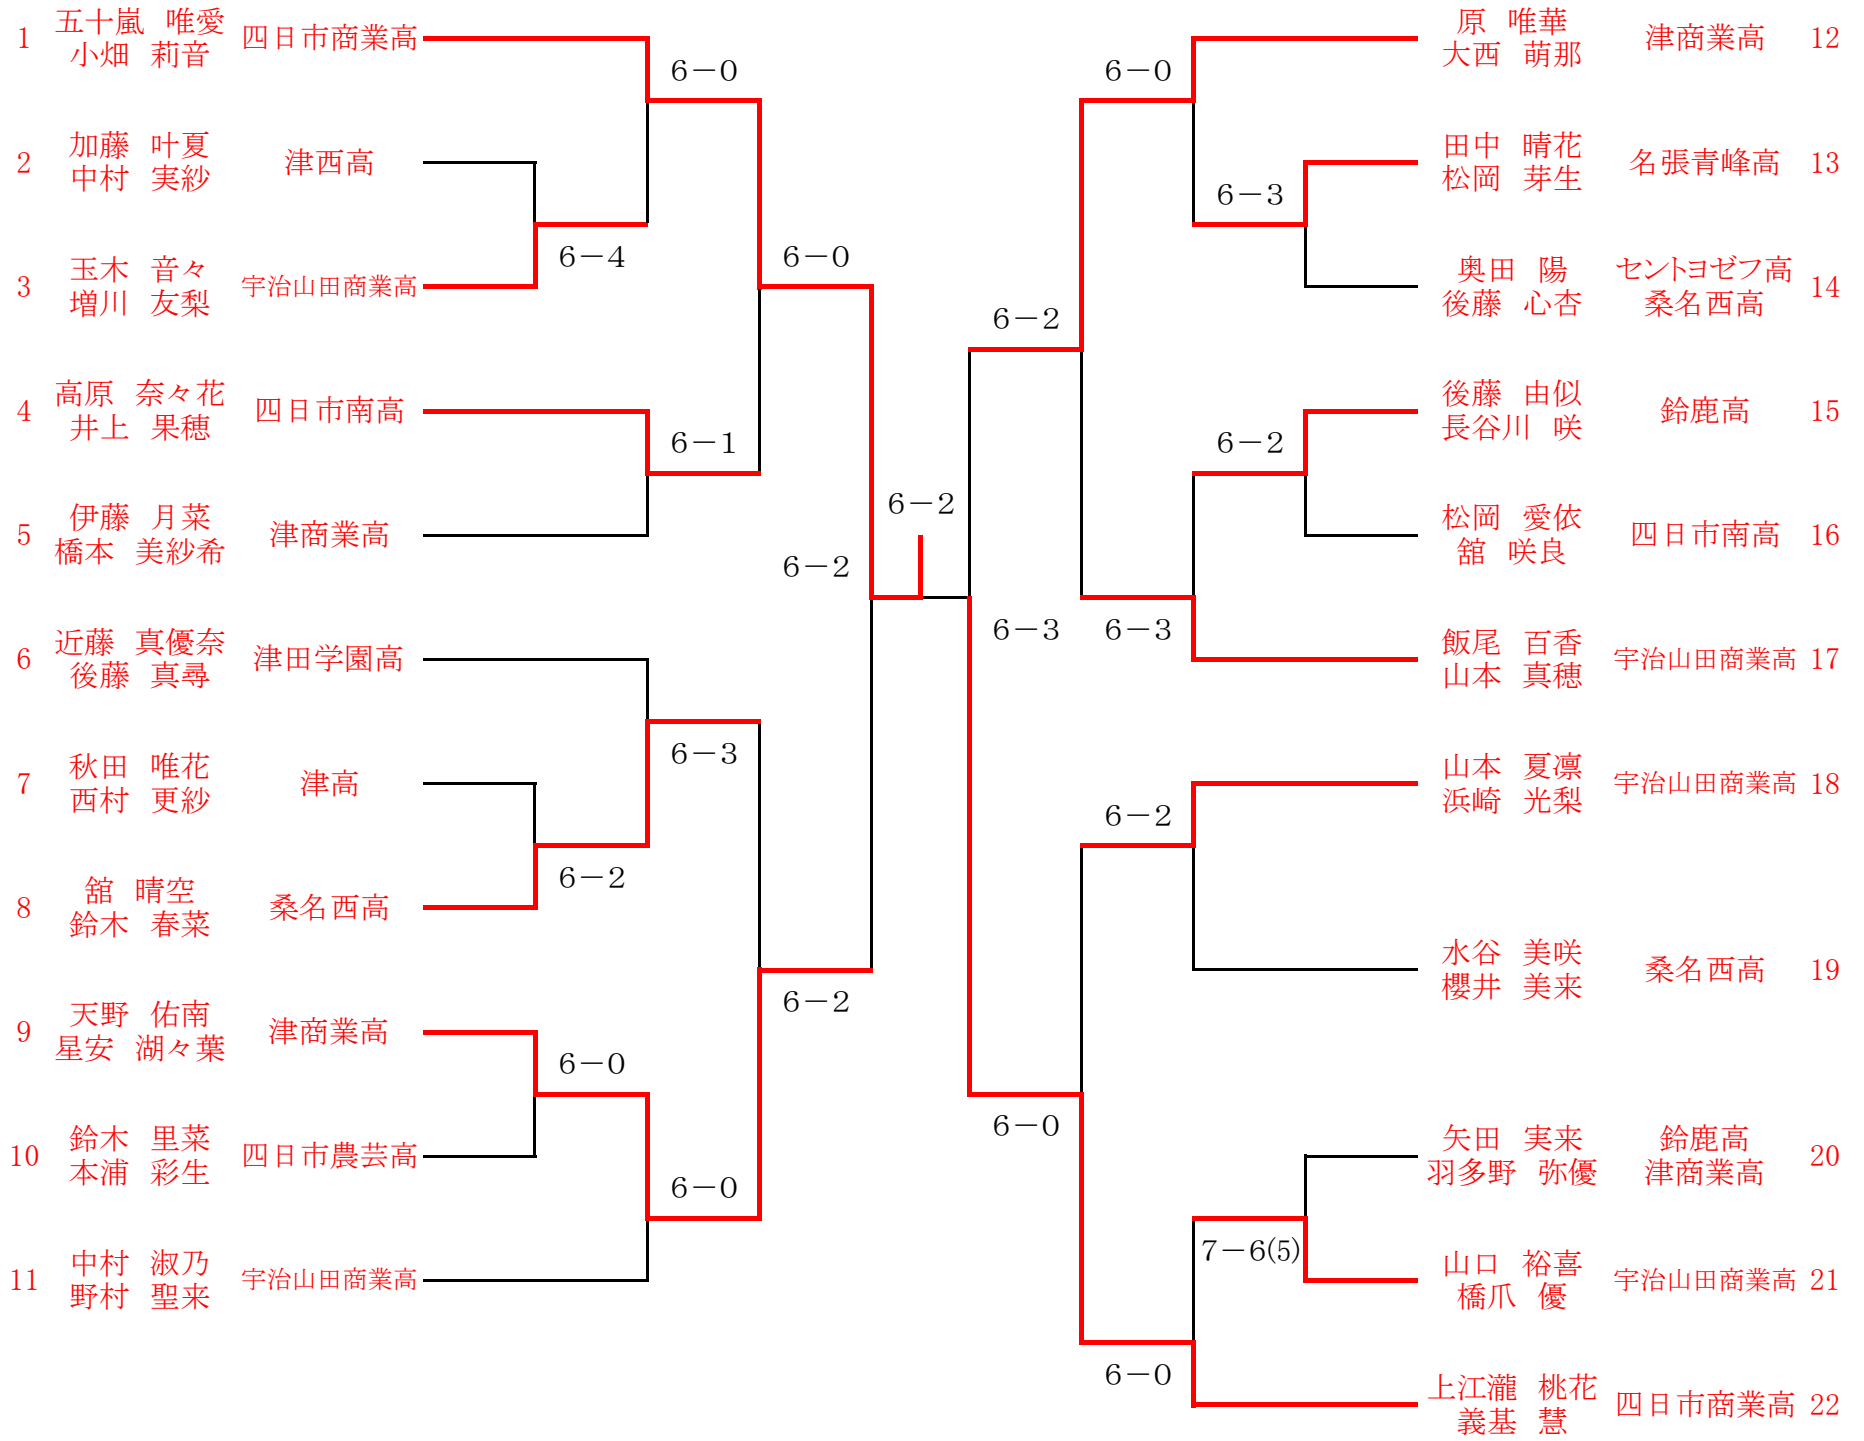 1 五十嵐 唯愛 四日市商業高
小畑 莉音
6-0
2 加藤 叶夏 津西高
中村 実紗
6-4
3 玉木 音々 宇治山田商業高
増川 友梨
6-0
4 高原 奈々花 四日市南高
井上 果穂
6-1
5 伊藤 月菜 津商業高
橋本 美紗希
6-2
6 近藤 真優奈 津田学園高
後藤 真尋
6-3
7 秋田 唯花 津高
西村 更紗
6-2
8 舘 晴空 桑名西高
鈴木 春菜
6-2
9 天野 佑南 津商業高
星安 湖々葉
6-0
10 鈴木 里菜 四日市農芸高
本浦 彩生
6-0
11 中村 淑乃 宇治山田商業高
野村 聖来
6-2
原 唯華 津商業高 12
大西 萌那
6-0
田中 晴花 名張青峰高 13
松岡 芽生
6-3
奥田 陽 セントヨゼフ高 14
後藤 心杏 桑名西高
6-2
後藤 由似 鈴鹿高 15
長谷川 咲
6-2
松岡 愛依 四日市南高 16
舘 咲良
6-3
6-3
飯尾 百香 宇治山田商業高 17
山本 真穂
山本 夏凛 宇治山田商業高 18
浜崎 光梨
6-2
水谷 美咲 桑名西高 19
櫻井 美来
6-0
矢田 実来 鈴鹿高 20
羽多野 弥優 津商業高
7-6(5)
山口 裕喜 宇治山田商業高 21
橋爪 優
6-0
上江瀧 桃花 四日市商業高 22
義基 慧